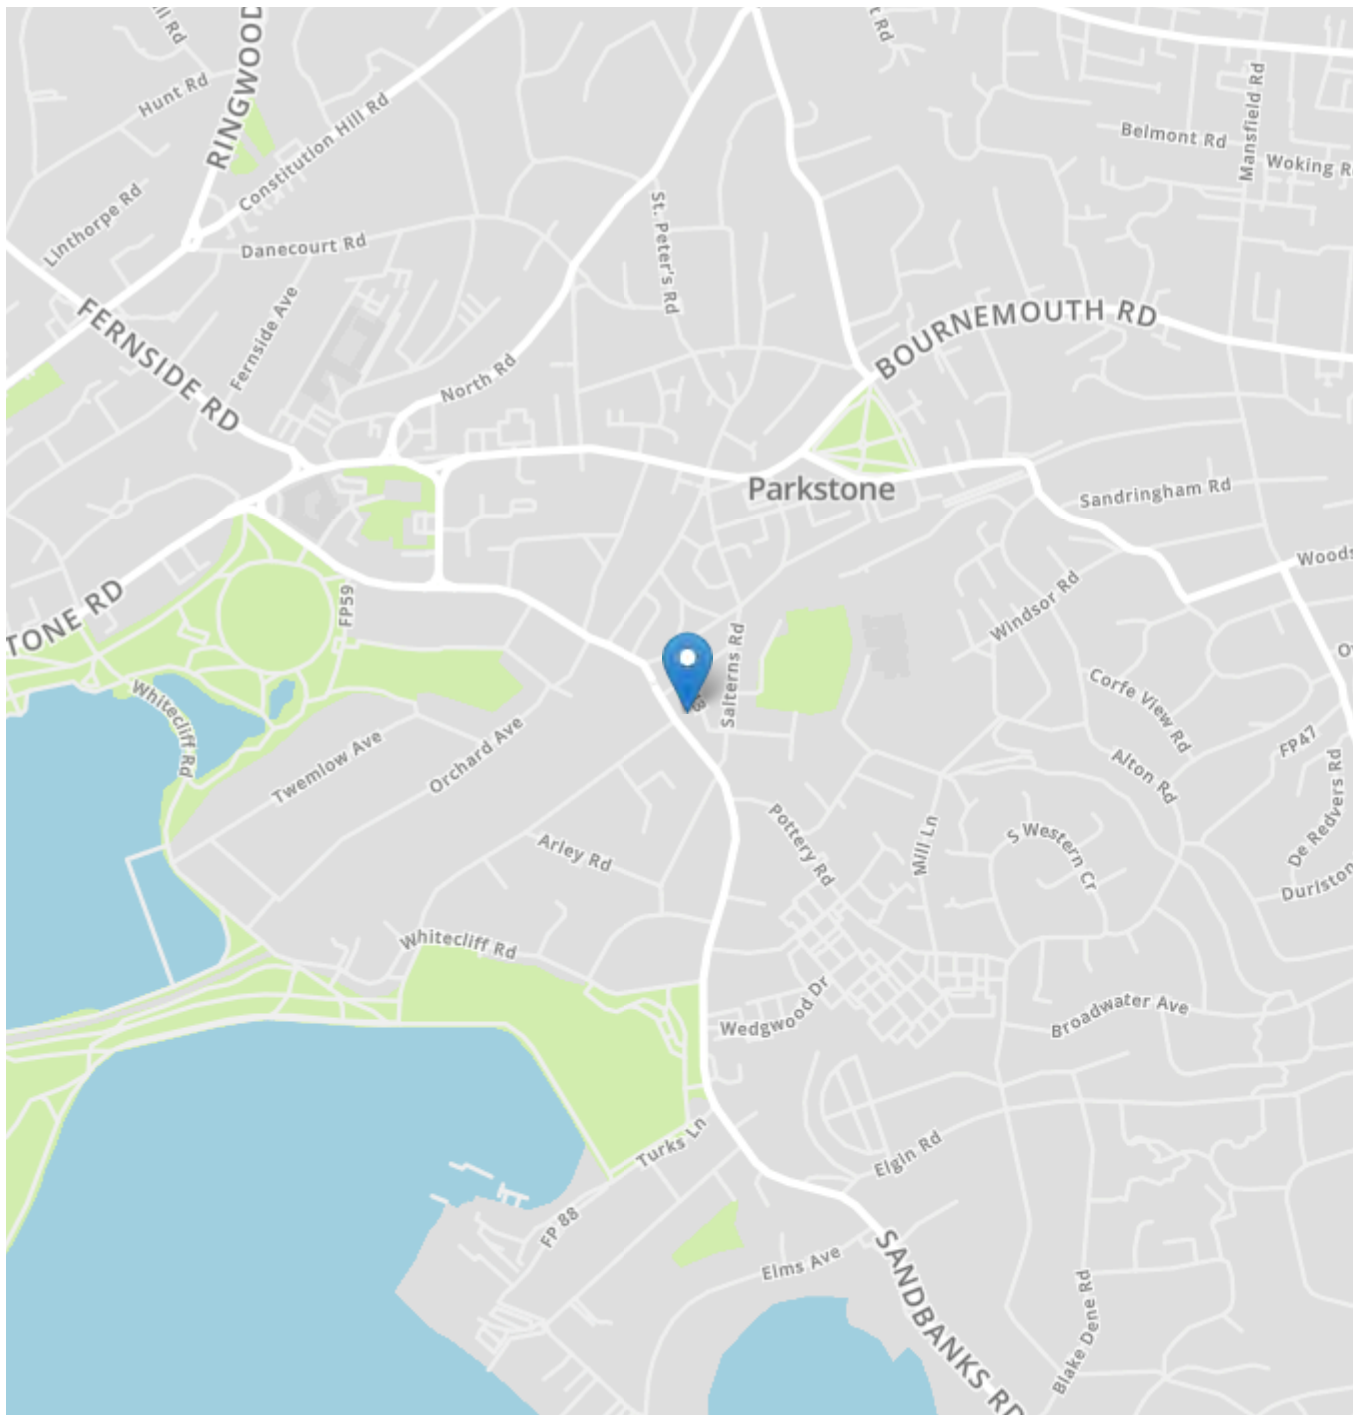 RINGWOOD
Hunt Rd
Constitution Hill Rd
Linthorpe Rd
Danecourt Rd
Belmont Rd
Mansfield Rd
Woking R
St. Peter's Rd
FERNSIDE RD
Fernside Ave
BOURNEMOUTH RD
North Rd
Parkstone
Sandringham Rd
Woods
TONE RD
FP59
Windsor Rd
Salterns Rd
Whitecliff Rd
Twemlow Ave
Orchard Ave
Corfe View Rd
Alton Rd
FP47
De Redvers Rd
Pottery Rd
Mill Ln
S Western Cr
Arley Rd
Durlston
Whitecliff Rd
Wedgwood Dr
Broadwater Ave
Turks Ln
Elgin Rd
FP 88
Elms Ave
SANDBANKS RD
Blake Dene Rd